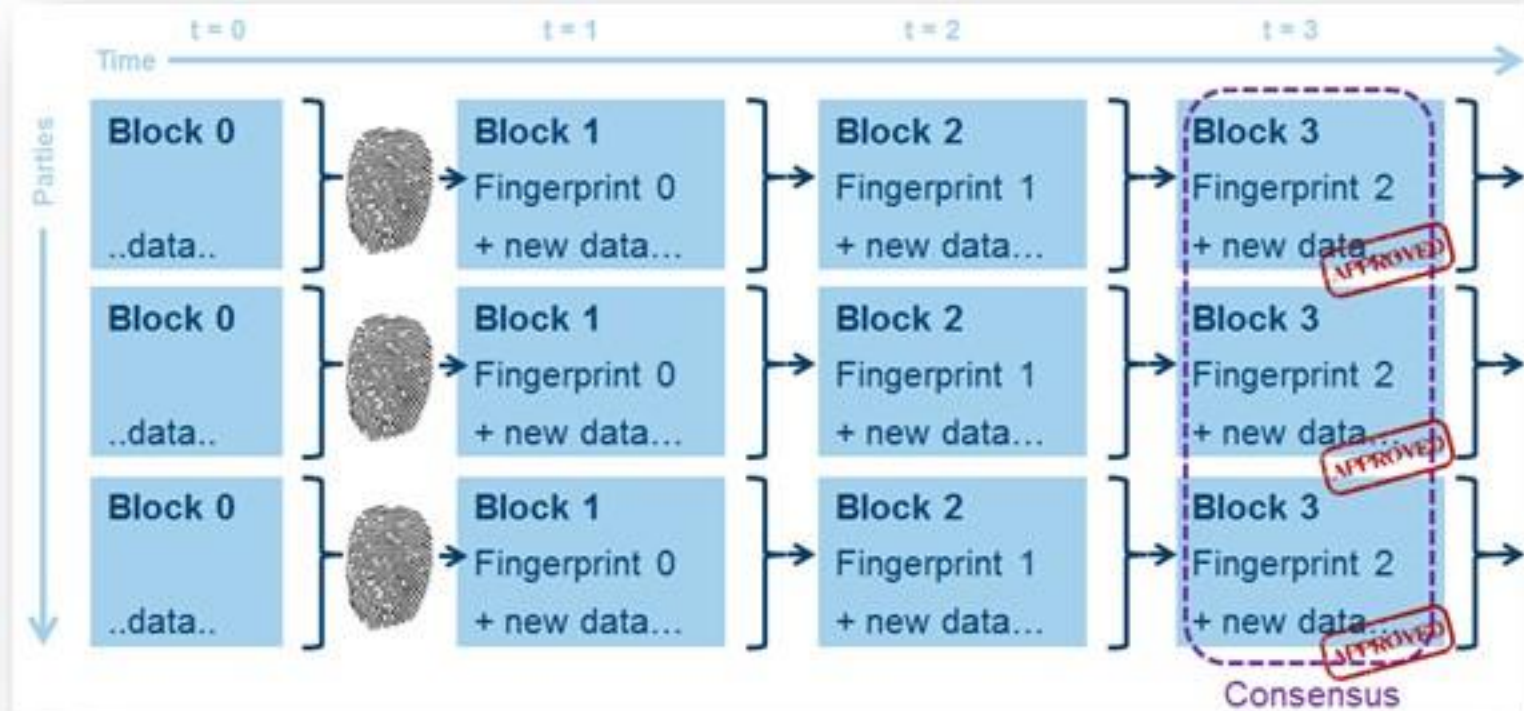 t = 0 t = 1 t = 2 t = 3
Time
Parties
Block 0 Block 1 Block 2 Block 3
Fingerprint 0 Fingerprint 1 Fingerprint 2
..data.. + new data... + new data... + new data...
APPROVED
Block 0 Block 1 Block 2 Block 3
Fingerprint 0 Fingerprint 1 Fingerprint 2
..data.. + new data... + new data... + new data...
APPROVED
Block 0 Block 1 Block 2 Block 3
Fingerprint 0 Fingerprint 1 Fingerprint 2
..data.. + new data... + new data... + new data...
APPROVED
Consensus